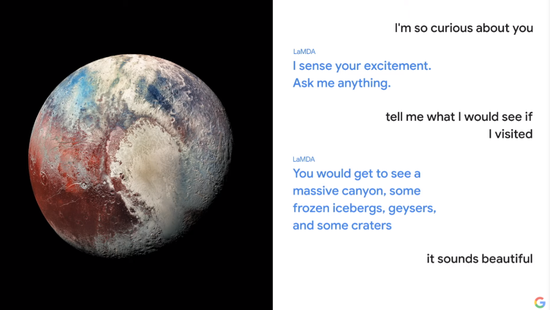 I'm so curious about you
LaMDA
I sense your excitement.
Ask me anything.
tell me what I would see if
I visited
LaMDA
You would get to see a
massive canyon, some
frozen icebergs, geysers,
and some craters
it sounds beautiful